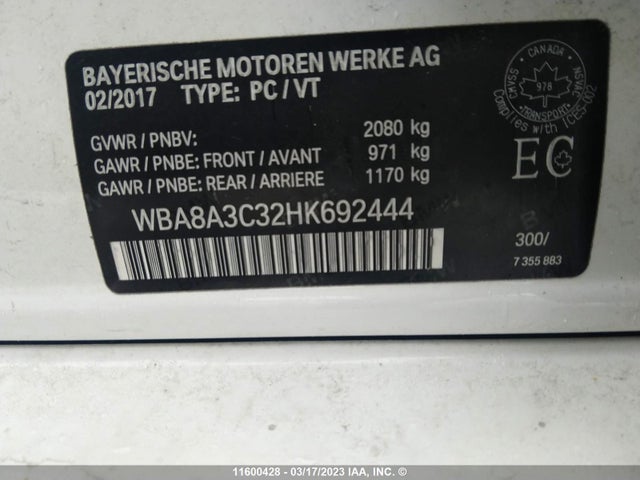 BAYERISCHE MOTOREN WERKE AG
02/2017 TYPE: PC / VT
GVWR / PNBV: 2080 kg
GAWR / PNBE: FRONT / AVANT 971 kg
GAWR / PNBE: REAR / ARRIERE 1170 kg
WBA8A3C32HK692444
CANADA
CMVSS
NSVAC
978
TRANSPORT
Complies with ICES-002
EC
300/
7 355 883
11600428 - 03/17/2023 IAA, INC. ©